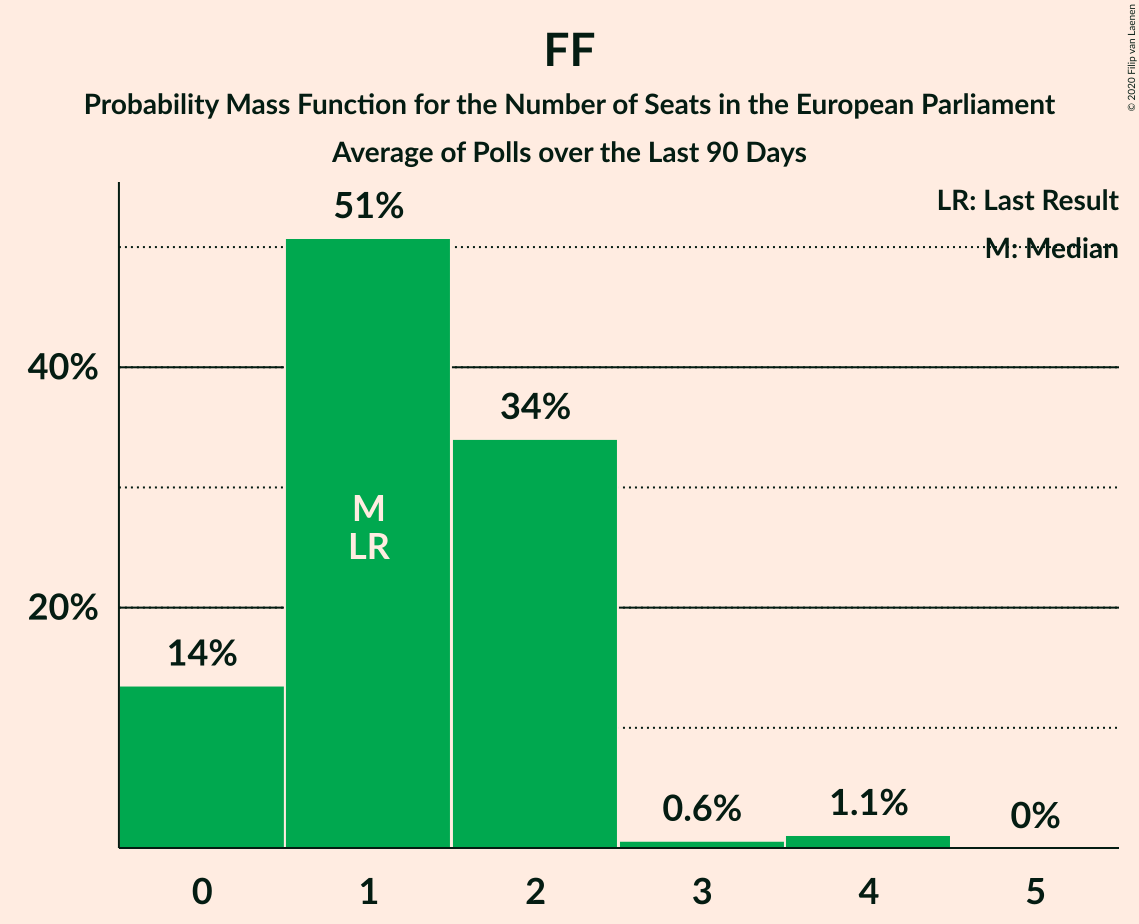 FF
Probability Mass Function for the Number of Seats in the European Parliament
Average of Polls over the Last 90 Days
© 2020 Filip van Laenen
LR: Last Result
M: Median
51%
40%
34%
M
LR
20%
14%
0.6%
1.1%
0%
0 1 2 3 4 5